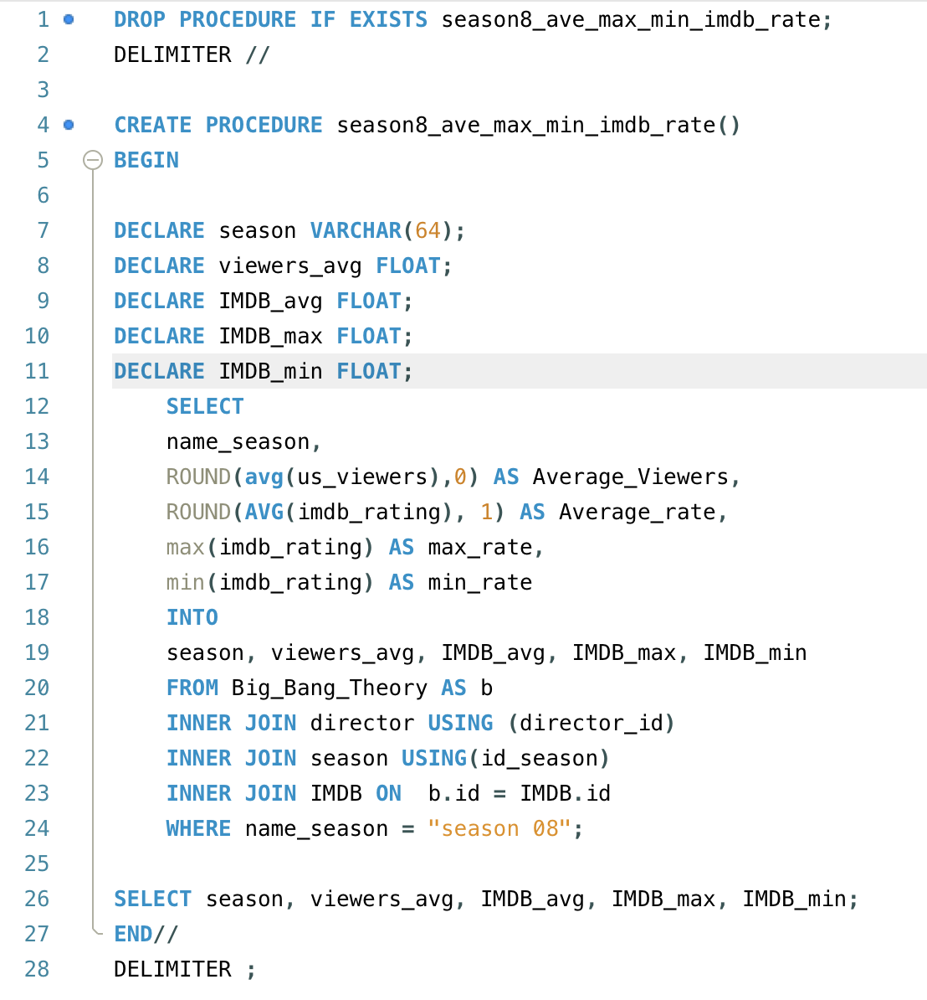 1 DROP PROCEDURE IF EXISTS season8_ave_max_min_imdb_rate;
2 DELIMITER //
3
4 CREATE PROCEDURE season8_ave_max_min_imdb_rate()
5 BEGIN
6
7 DECLARE season VARCHAR(64);
8 DECLARE viewers_avg FLOAT;
9 DECLARE IMDB_avg FLOAT;
10 DECLARE IMDB_max FLOAT;
11 DECLARE IMDB_min FLOAT;
12 SELECT
13 name_season,
14 ROUND(avg(us_viewers),0) AS Average_Viewers,
15 ROUND(AVG(imdb_rating), 1) AS Average_rate,
16 max(imdb_rating) AS max_rate,
17 min(imdb_rating) AS min_rate
18 INTO
19 season, viewers_avg, IMDB_avg, IMDB_max, IMDB_min
20 FROM Big_Bang_Theory AS b
21 INNER JOIN director USING (director_id)
22 INNER JOIN season USING(id_season)
23 INNER JOIN IMDB ON  b.id = IMDB.id
24 WHERE name_season = "season 08";
25
26 SELECT season, viewers_avg, IMDB_avg, IMDB_max, IMDB_min;
27 END//
28 DELIMITER ;